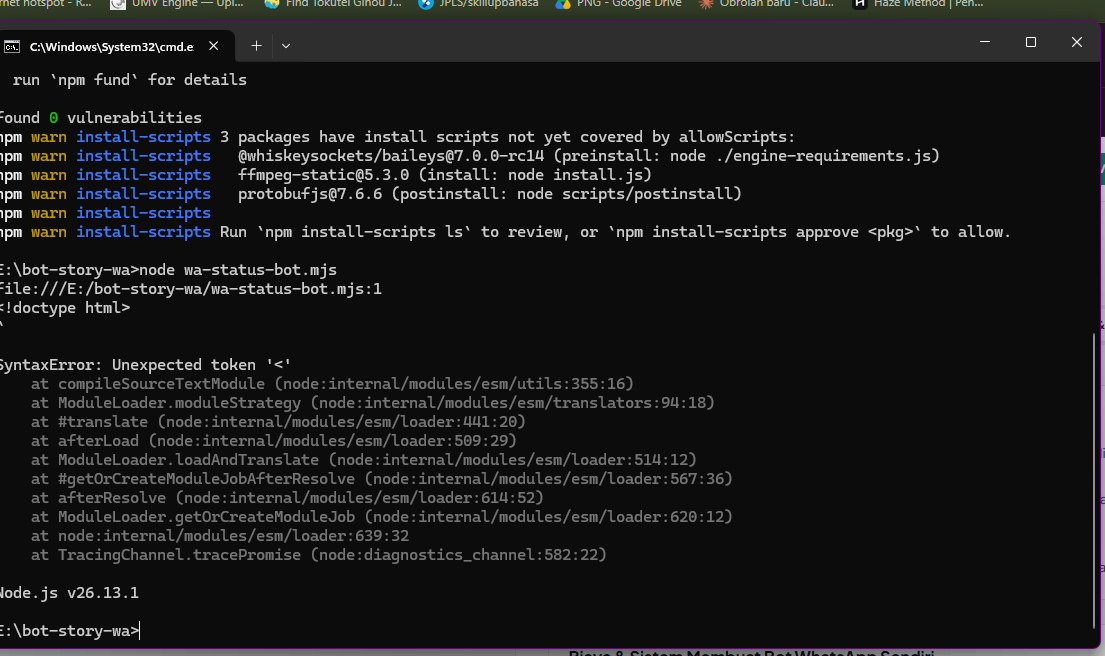 UMV Engine — Upl...
Find Tokutei Ginou J...
JPLS/skillupbahasa
PNG - Google Drive
Obrolan baru - Clau...
Haze Method | Pen...
C:\Windows\System32\cmd.e
run `npm fund` for details
found 0 vulnerabilities
npm warn install-scripts 3 packages have install scripts not yet covered by allowScripts:
npm warn install-scripts   @whiskeysockets/baileys@7.0.0-rc14 (preinstall: node ./engine-requirements.js)
npm warn install-scripts   ffmpeg-static@5.3.0 (install: node install.js)
npm warn install-scripts   protobufjs@7.6.6 (postinstall: node scripts/postinstall)
npm warn install-scripts
npm warn install-scripts Run `npm install-scripts ls` to review, or `npm install-scripts approve <pkg>` to allow.
E:\bot-story-wa>node wa-status-bot.mjs
file:///E:/bot-story-wa/wa-status-bot.mjs:1
<!doctype html>
^
SyntaxError: Unexpected token '<'
at compileSourceTextModule (node:internal/modules/esm/utils:355:16)
at ModuleLoader.moduleStrategy (node:internal/modules/esm/translators:94:18)
at #translate (node:internal/modules/esm/loader:441:20)
at afterLoad (node:internal/modules/esm/loader:509:29)
at ModuleLoader.loadAndTranslate (node:internal/modules/esm/loader:514:12)
at #getOrCreateModuleJobAfterResolve (node:internal/modules/esm/loader:567:36)
at afterResolve (node:internal/modules/esm/loader:614:52)
at ModuleLoader.getOrCreateModuleJob (node:internal/modules/esm/loader:620:12)
at node:internal/modules/esm/loader:639:32
at TracingChannel.tracePromise (node:diagnostics_channel:582:22)
Node.js v26.13.1
E:\bot-story-wa>